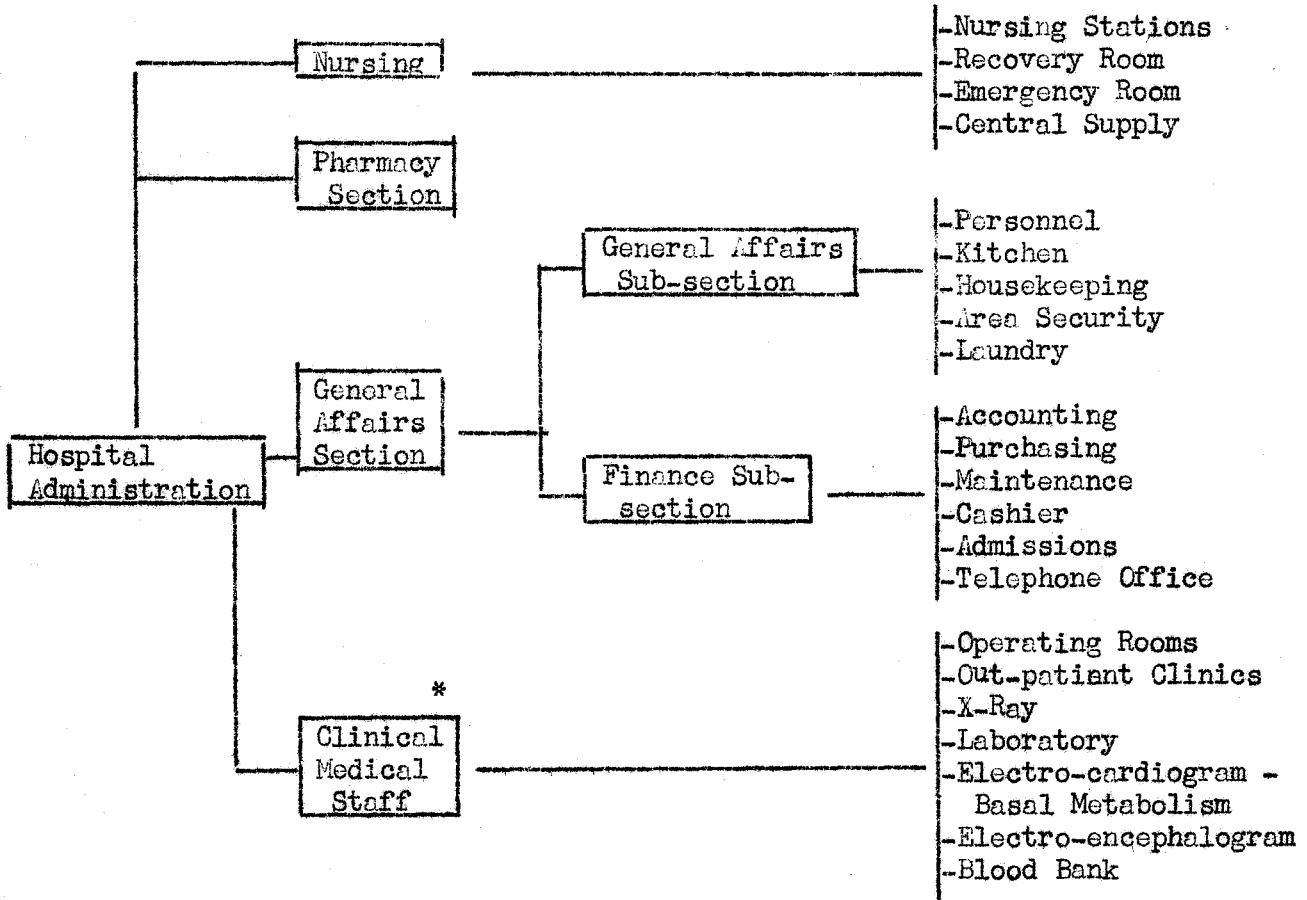 Nursing
-Nursing Stations
-Recovery Room
-Emergency Room
-Central Supply
Pharmacy
Section
General Affairs
Sub-section
-Personnel
-Kitchen
-Housekeeping
-Area Security
-Laundry
General
Affairs
Section
Hospital
Administration
Finance Sub-
section
-Accounting
-Purchasing
-Maintenance
-Cashier
-Admissions
-Telephone Office
*
Clinical
Medical
Staff
-Operating Rooms
-Out-patient Clinics
-X-Ray
-Laboratory
-Electro-cardiogram -
Basal Metabolism
-Electro-encephalogram
-Blood Bank